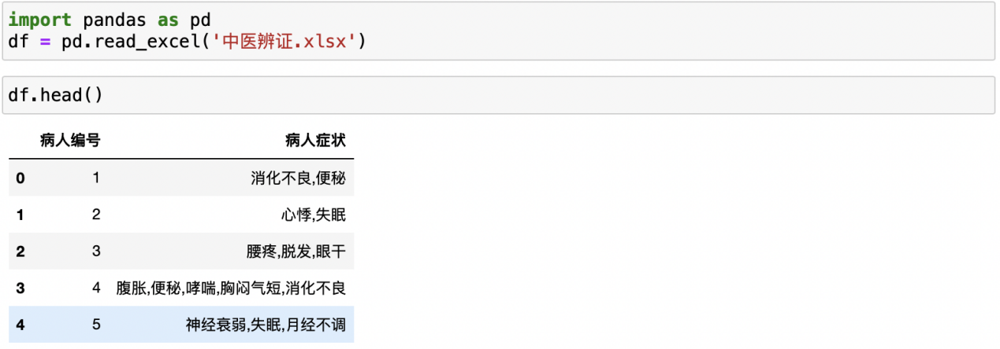 import pandas as pd
df = pd.read_excel('中医辨证.xlsx')
df.head()
病人编号 病人症状
0 1 消化不良,便秘
1 2 心悸,失眠
2 3 腰疼,脱发,眼干
3 4 腹胀,便秘,哮喘,胸闷气短,消化不良
4 5 神经衰弱,失眠,月经不调